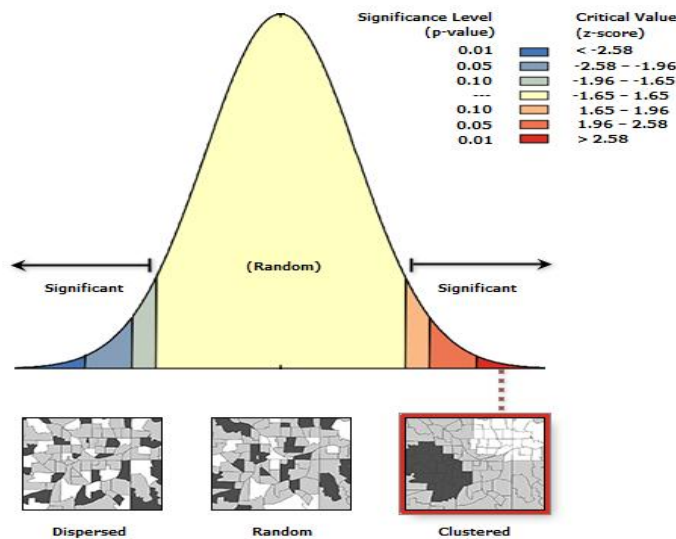 Significance Level Critical Value
(p-value) (z-score)
0.01 < -2.58
0.05 -2.58 – -1.96
0.10 -1.96 – -1.65
--- -1.65 – 1.65
0.10 1.65 – 1.96
0.05 1.96 – 2.58
0.01 > 2.58
(Random)
Significant Significant
Dispersed Random Clustered